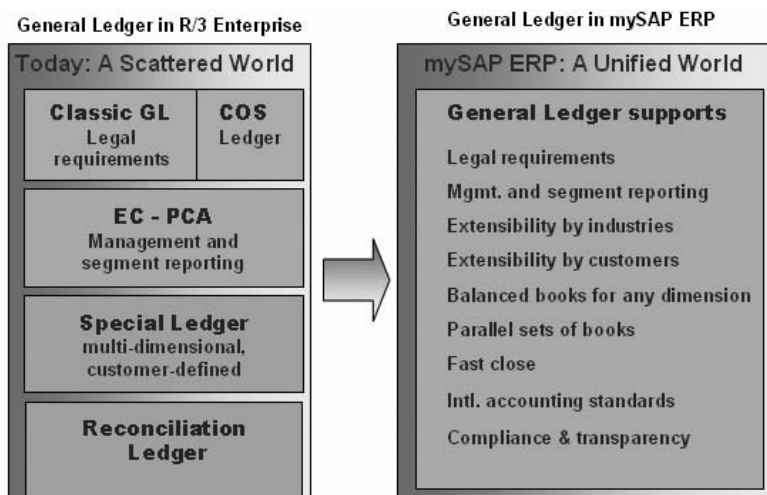 General Ledger in R/3 Enterprise
Today: A Scattered World
Classic GL
Legal
requirements
COS
Ledger
EC - PCA
Management and
segment reporting
Special Ledger
multi-dimensional,
customer-defined
Reconciliation
Ledger
General Ledger in mySAP ERP
mySAP ERP: A Unified World
General Ledger supports
Legal requirements
Mgmt. and segment reporting
Extensibility by industries
Extensibility by customers
Balanced books for any dimension
Parallel sets of books
Fast close
Intl. accounting standards
Compliance & transparency